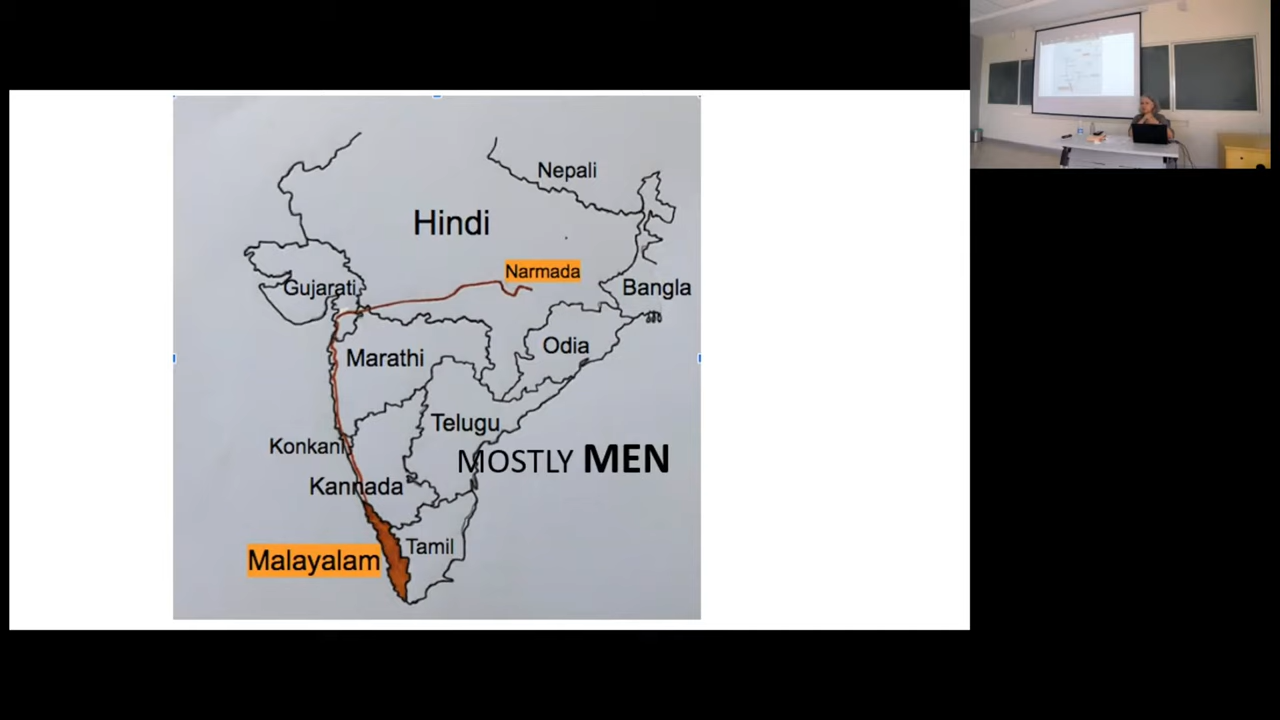 Nepali
Hindi
Narmada
Gujarati
Bangla
Marathi
Odia
Telugu
Konkani
MOSTLY MEN
Kannada
Tamil
Malayalam